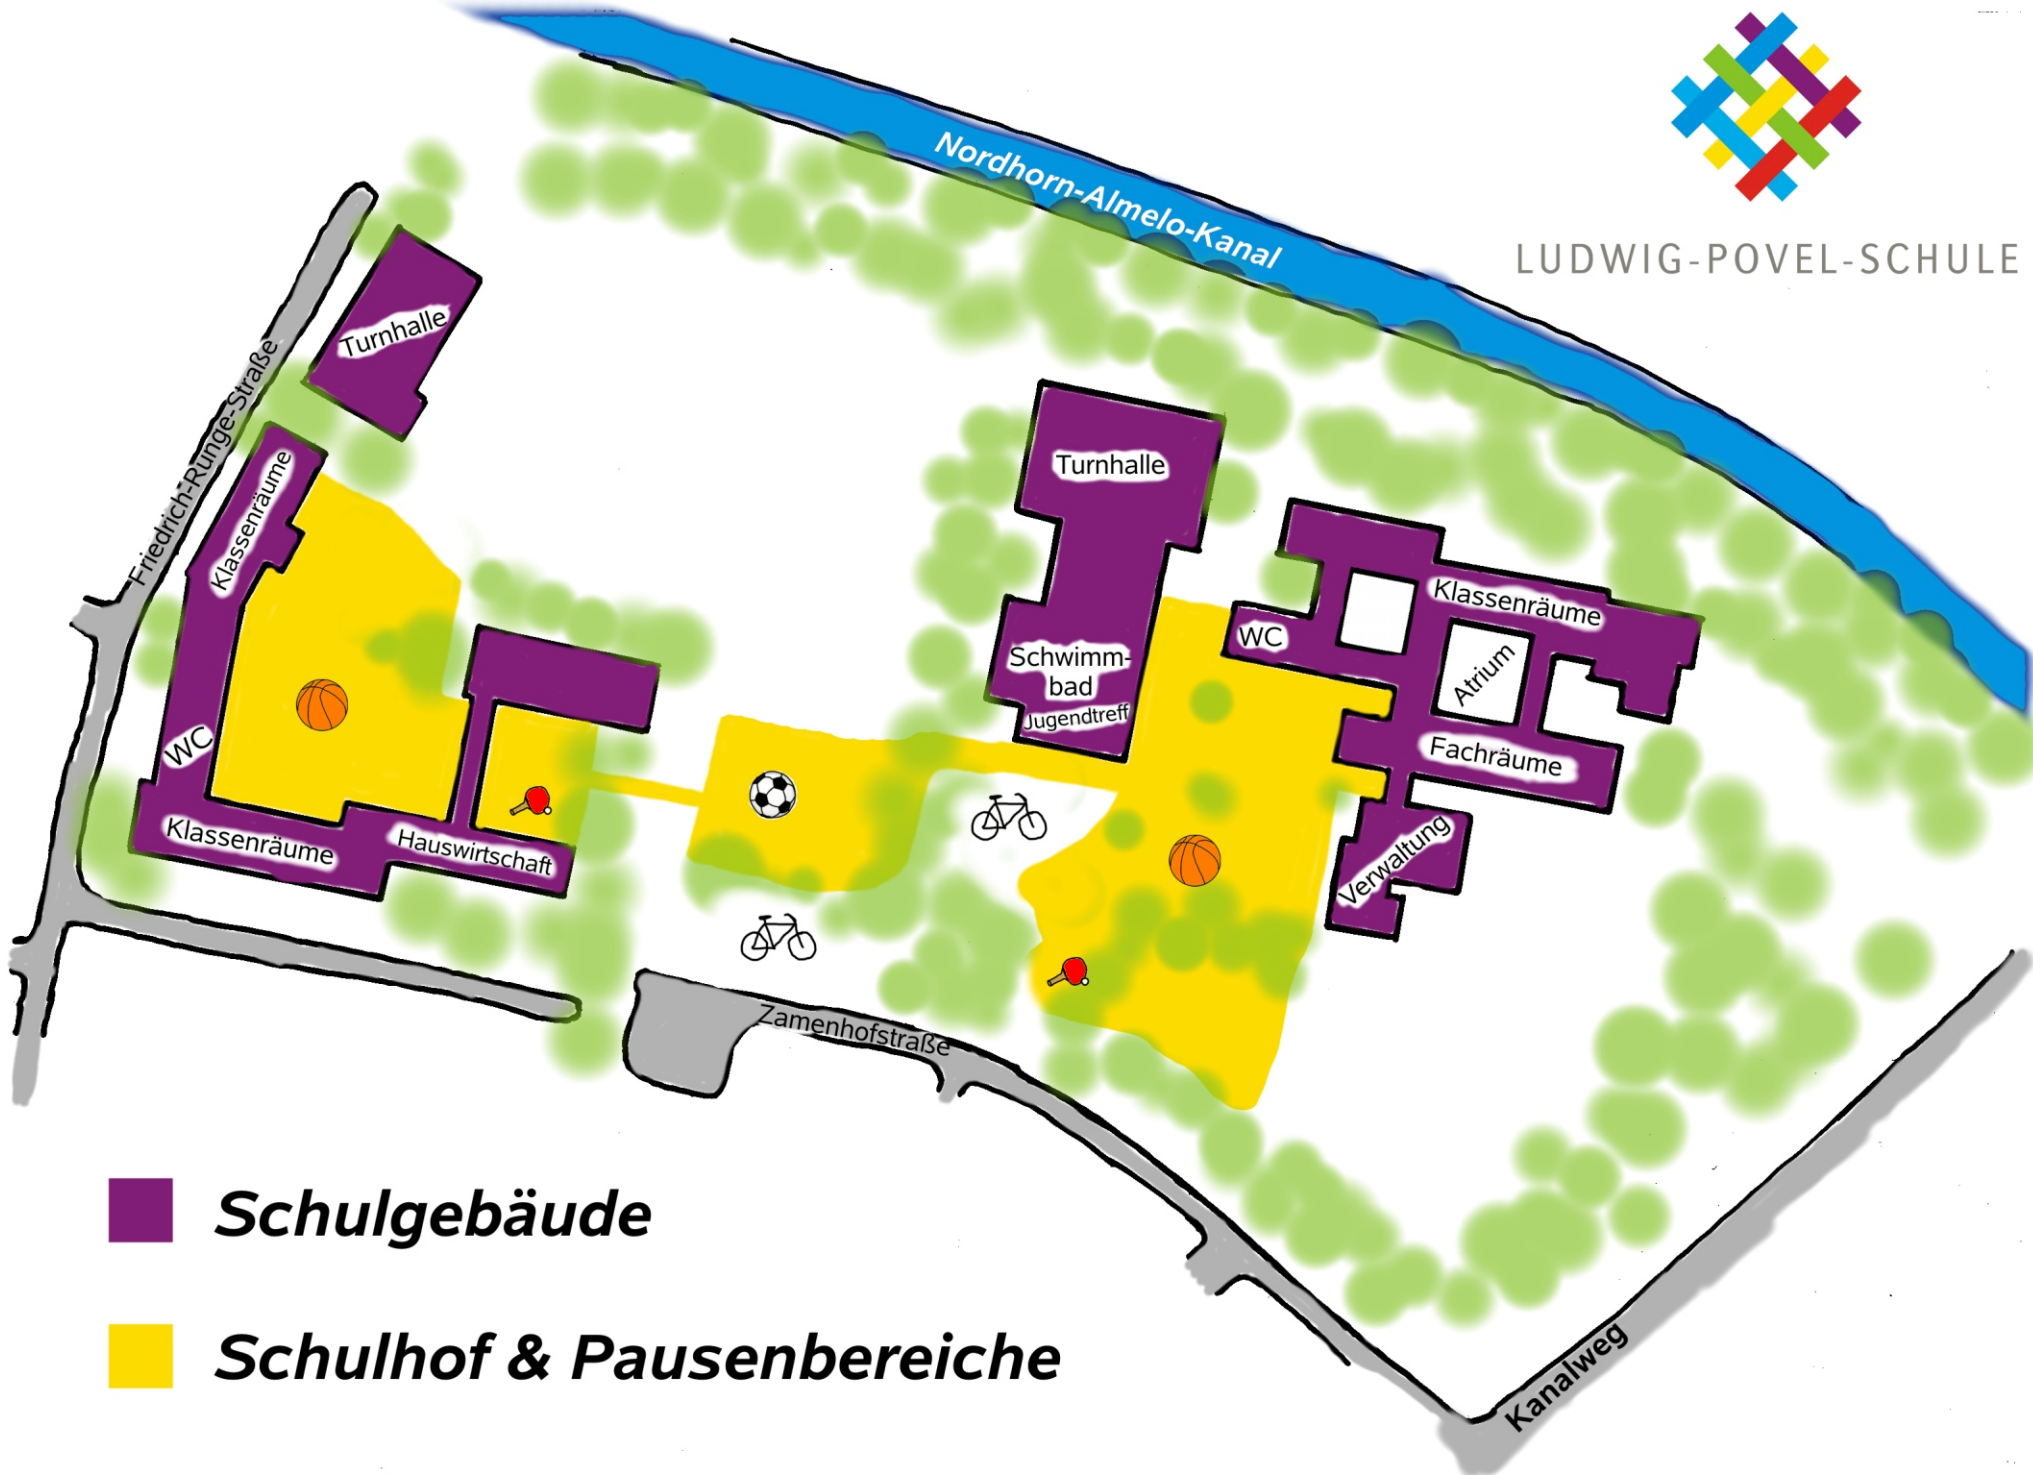 Nordhorn-Almelo-Kanal
LUDWIG-POVEL-SCHULE
Turnhalle
Friedrich-Runge-Straße
Klassenräume
Turnhalle
Klassenräume
WC
Atrium
Schwimm-
bad
Jugendtreff
WC
Fachräume
Klassenräume
Hauswirtschaft
Verwaltung
Zamenhofstraße
Schulgebäude
Schulhof & Pausenbereiche
Kanalweg